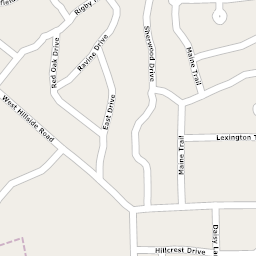 Rigby
Ravine Drive
Red Oak Drive
Sherwood Drive
Maine Trail
West Hillside Road
East Drive
Lexington T
Maine Trail
Daisy La
Hillcrest Drive